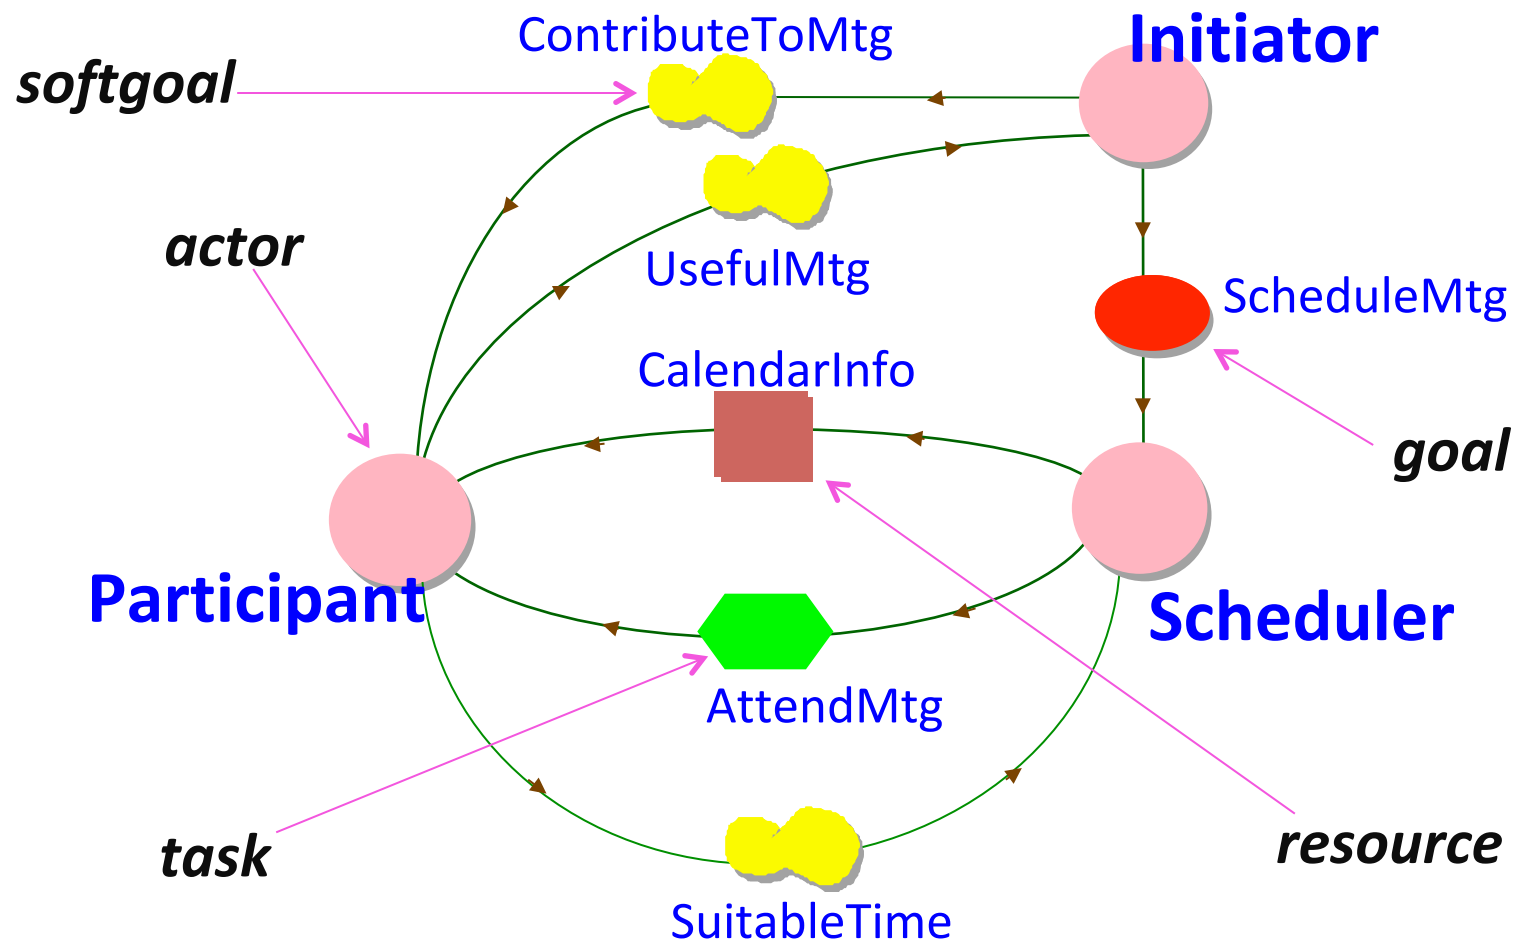 ContributeToMtg
Initiator
softgoal
actor
UsefulMtg
ScheduleMtg
CalendarInfo
goal
Participant
Scheduler
AttendMtg
task
resource
SuitableTime